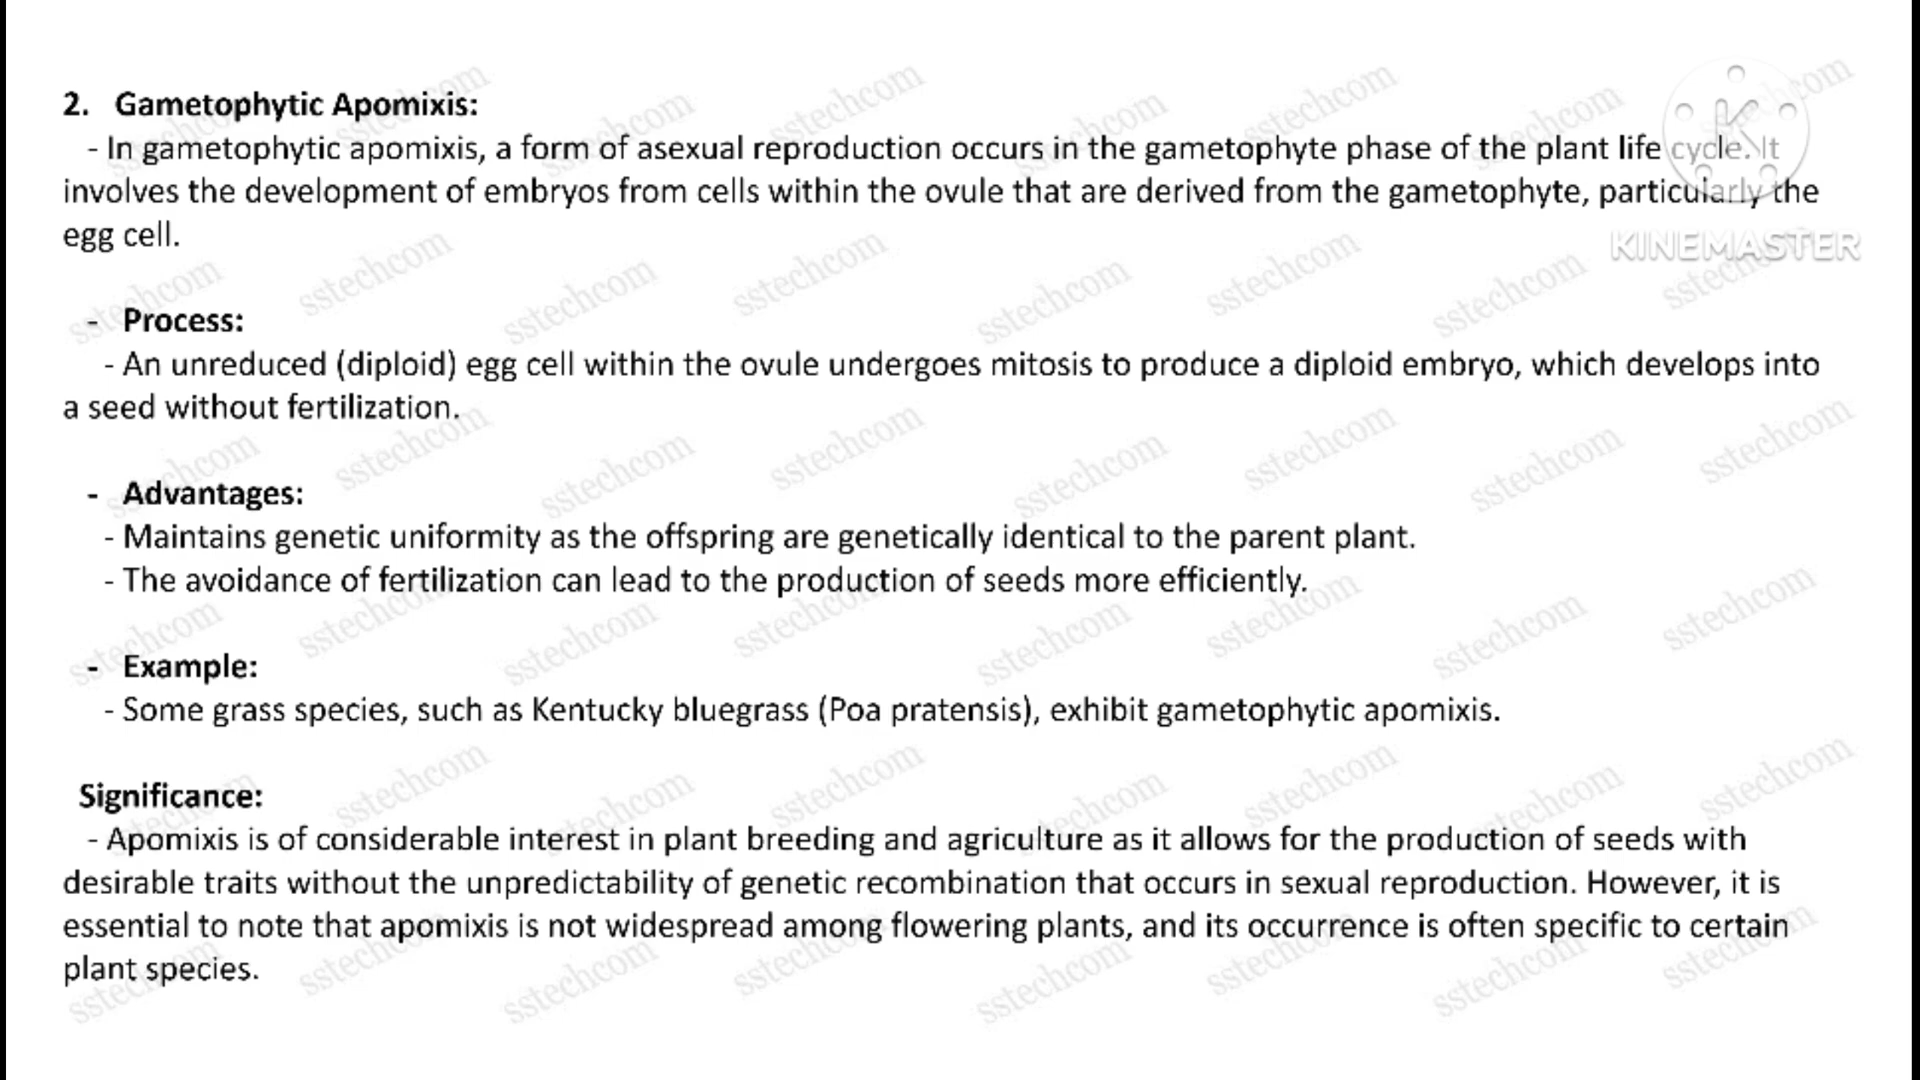 2. Gametophytic Apomixis:
- In gametophytic apomixis, a form of asexual reproduction occurs in the gametophyte phase of the plant life cycle. It
involves the development of embryos from cells within the ovule that are derived from the gametophyte, particularly the
egg cell.
KINEMASTER
- Process:
- An unreduced (diploid) egg cell within the ovule undergoes mitosis to produce a diploid embryo, which develops into
a seed without fertilization.
- Advantages:
- Maintains genetic uniformity as the offspring are genetically identical to the parent plant.
- The avoidance of fertilization can lead to the production of seeds more efficiently.
- Example:
- Some grass species, such as Kentucky bluegrass (Poa pratensis), exhibit gametophytic apomixis.
Significance:
- Apomixis is of considerable interest in plant breeding and agriculture as it allows for the production of seeds with
desirable traits without the unpredictability of genetic recombination that occurs in sexual reproduction. However, it is
essential to note that apomixis is not widespread among flowering plants, and its occurrence is often specific to certain
plant species.
sstechcom